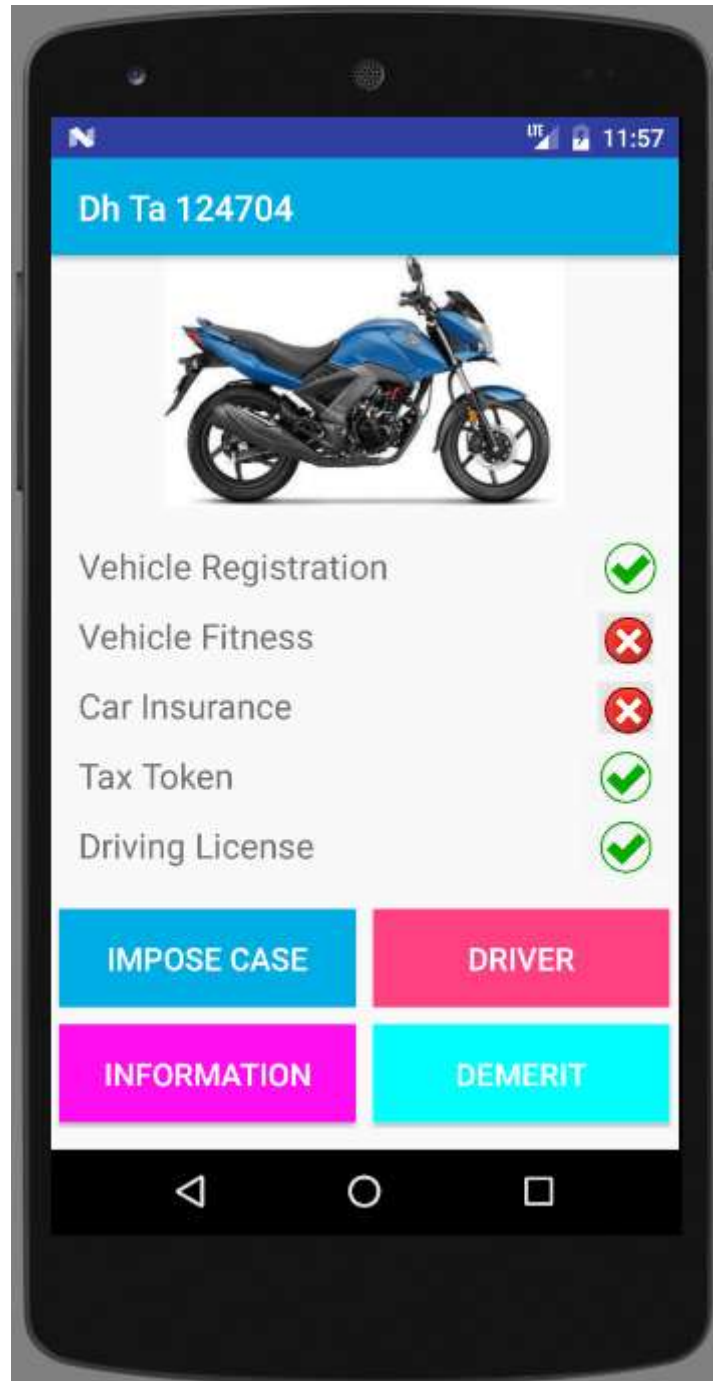 LTE 11:57
Dh Ta 124704
Vehicle Registration
Vehicle Fitness
Car Insurance
Tax Token
Driving License
IMPOSE CASE DRIVER
INFORMATION DEMERIT